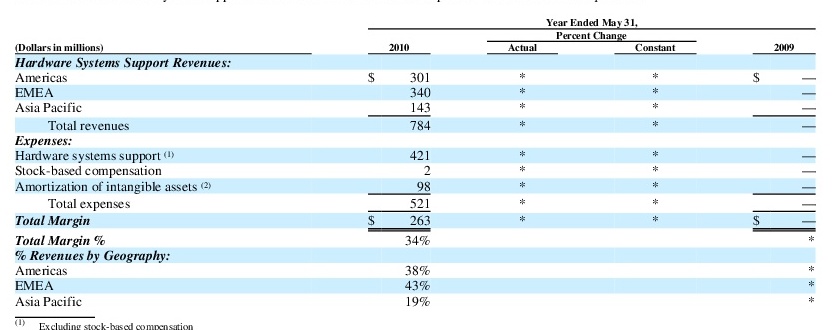 Year Ended May 31,
Percent Change
(Dollars in millions) 2010 Actual Constant 2009
Hardware Systems Support Revenues:
Americas $ 301 * * $ —
EMEA 340 * * —
Asia Pacific 143 * * —
Total revenues 784 * * —
Expenses:
Hardware systems support (1) 421 * * —
Stock-based compensation 2 * * —
Amortization of intangible assets (2) 98 * * —
Total expenses 521 * * —
Total Margin $ 263 * * $ —
Total Margin % 34% *
% Revenues by Geography:
Americas 38% *
EMEA 43% *
Asia Pacific 19% *
(1) Excluding stock-based compensation